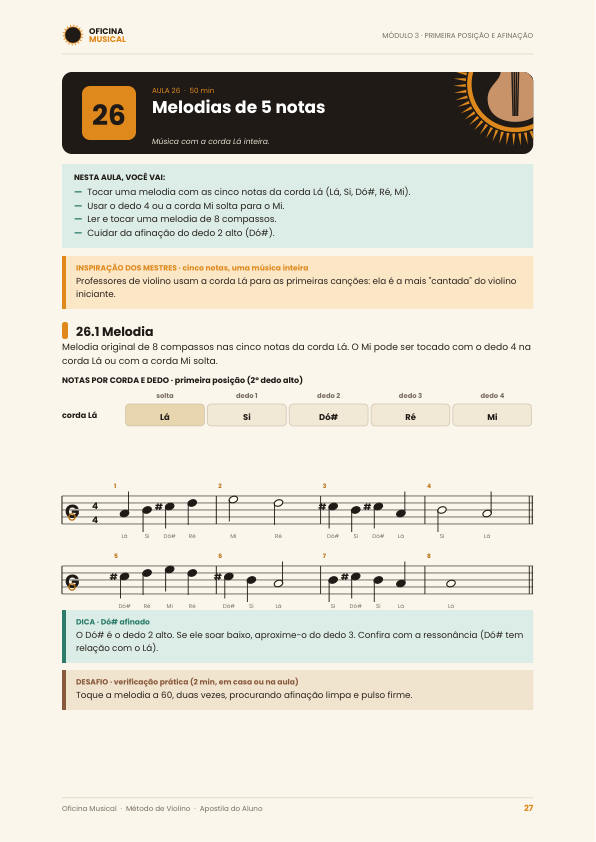 OFICINA
MUSICAL
MÓDULO 3 · PRIMEIRA POSIÇÃO E AFINAÇÃO
26
AULA 26 · 50 min
Melodias de 5 notas
Música com a corda Lá inteira.
NESTA AULA, VOCÊ VAI:
— Tocar uma melodia com as cinco notas da corda Lá (Lá, Si, Dó#, Ré, Mi).
— Usar o dedo 4 ou a corda Mi solta para o Mi.
— Ler e tocar uma melodia de 8 compassos.
— Cuidar da afinação do dedo 2 alto (Dó#).
INSPIRAÇÃO DOS MESTRES · cinco notas, uma música inteira
Professores de violino usam a corda Lá para as primeiras canções: ela é a mais "cantada" do violino
iniciante.
26.1 Melodia
Melodia original de 8 compassos nas cinco notas da corda Lá. O Mi pode ser tocado com o dedo 4 na
corda Lá ou com a corda Mi solta.
NOTAS POR CORDA E DEDO · primeira posição (2º dedo alto)
solta dedo 1 dedo 2 dedo 3 dedo 4
corda Lá Lá Si Dó# Ré Mi
1 2 3 4
G 4 # # #
4
Lá Si Dó# Ré Mi Ré Dó# Si Dó# Lá Si Lá
5 6 7 8
G # # #
Dó# Ré Mi Ré Dó# Si Lá Si Dó# Si Lá Lá
DICA · Dó# afinado
O Dó# é o dedo 2 alto. Se ele soar baixo, aproxime-o do dedo 3. Confira com a ressonância (Dó# tem
relação com o Lá).
DESAFIO · verificação prática (2 min, em casa ou na aula)
Toque a melodia a 60, duas vezes, procurando afinação limpa e pulso firme.
Oficina Musical · Método de Violino · Apostila do Aluno
27